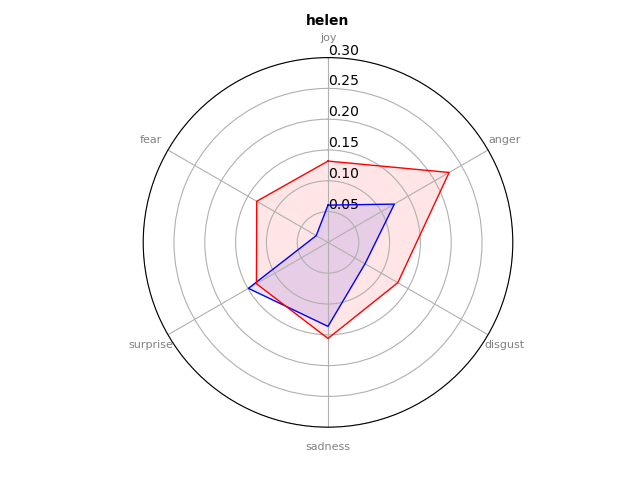 helen
joy
0.30
0.25
0.20
0.15
0.10
0.05
fear
anger
surprise
disgust
sadness